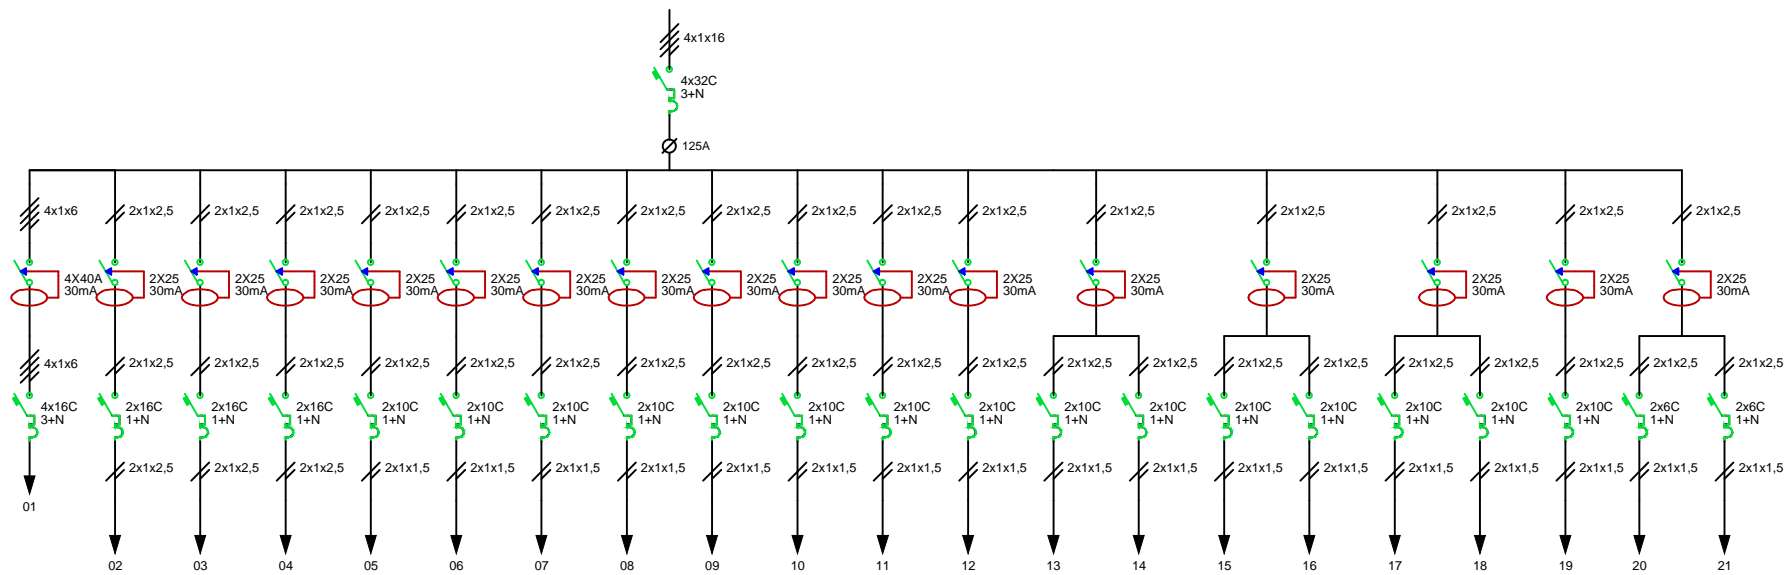 4x1x16
4x32C
3+N
125A
4x1x6 2x1x2,5 2x1x2,5 2x1x2,5 2x1x2,5 2x1x2,5 2x1x2,5 2x1x2,5 2x1x2,5 2x1x2,5 2x1x2,5 2x1x2,5 2x1x2,5 2x1x2,5 2x1x2,5 2x1x2,5 2x1x2,5
4X40A 2X25 2X25 2X25 2X25 2X25 2X25 2X25 2X25 2X25 2X25 2X25 2X25 2X25 2X25 2X25 2X25
30mA 30mA 30mA 30mA 30mA 30mA 30mA 30mA 30mA 30mA 30mA 30mA 30mA 30mA 30mA 30mA 30mA
4x1x6 2x1x2,5 2x1x2,5 2x1x2,5 2x1x2,5 2x1x2,5 2x1x2,5 2x1x2,5 2x1x2,5 2x1x2,5 2x1x2,5 2x1x2,5 2x1x2,5 2x1x2,5 2x1x2,5 2x1x2,5 2x1x2,5 2x1x2,5 2x1x2,5 2x1x2,5 2x1x2,5
4x16C 2x16C 2x16C 2x16C 2x10C 2x10C 2x10C 2x10C 2x10C 2x10C 2x10C 2x10C 2x10C 2x10C 2x10C 2x10C 2x10C 2x10C 2x10C 2x6C 2x6C
3+N 1+N 1+N 1+N 1+N 1+N 1+N 1+N 1+N 1+N 1+N 1+N 1+N 1+N 1+N 1+N 1+N 1+N 1+N 1+N 1+N
2x1x2,5 2x1x2,5 2x1x2,5 2x1x1,5 2x1x1,5 2x1x1,5 2x1x1,5 2x1x1,5 2x1x1,5 2x1x1,5 2x1x1,5 2x1x1,5 2x1x1,5 2x1x1,5 2x1x1,5 2x1x1,5 2x1x1,5 2x1x1,5 2x1x1,5 2x1x1,5
01
02 03 04 05 06 07 08 09 10 11 12 13 14 15 16 17 18 19 20 21